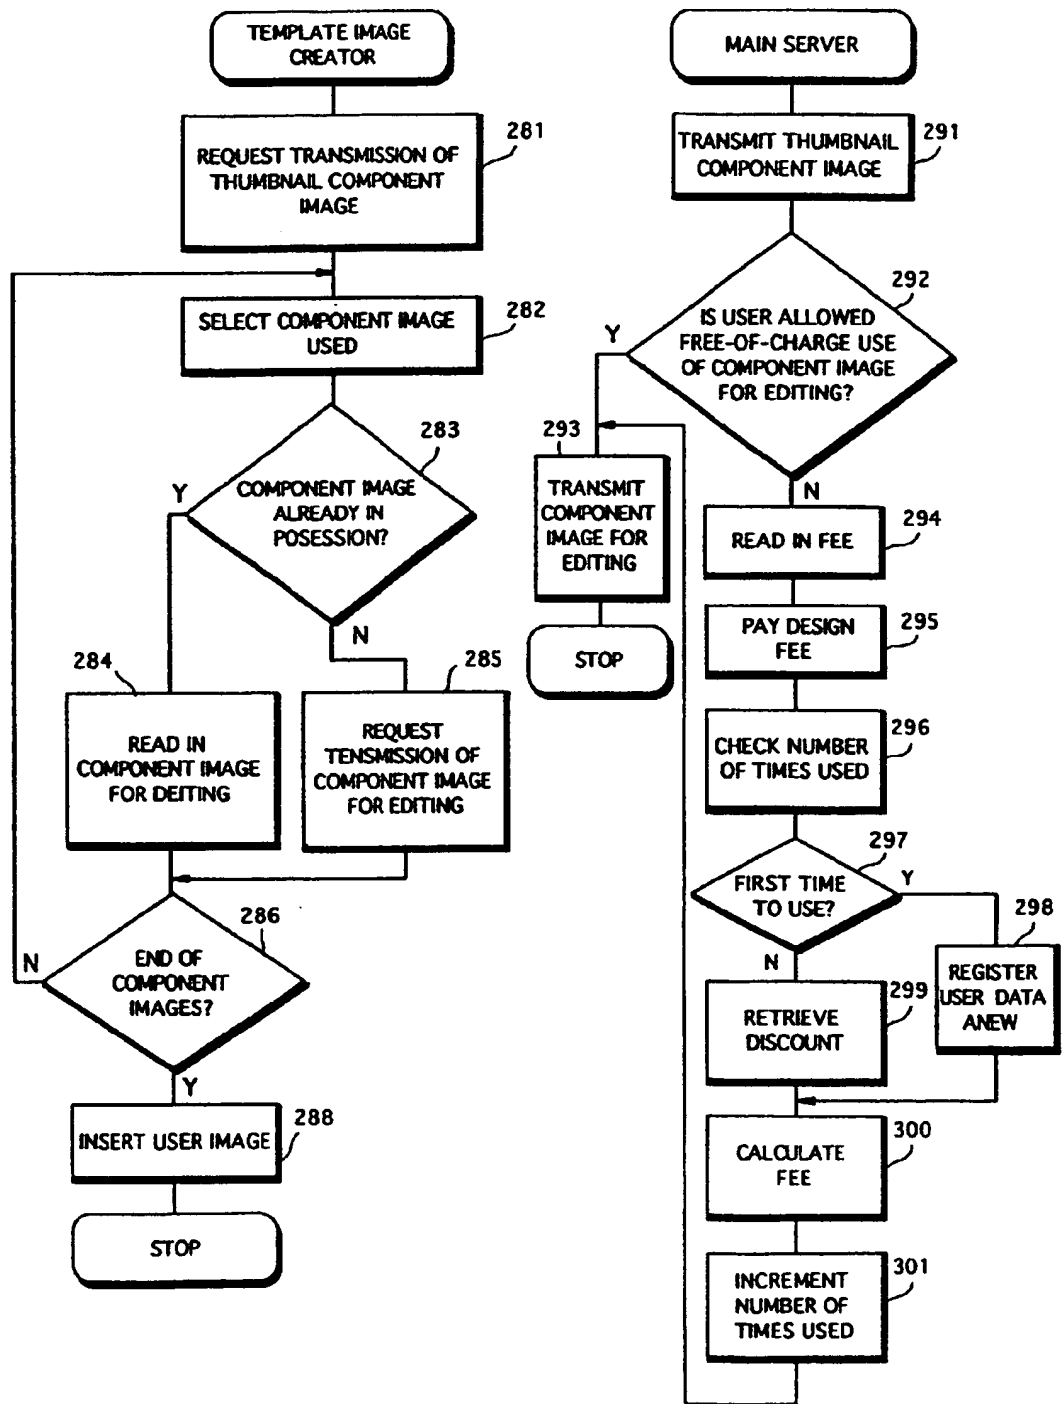 TEMPLATE IMAGE
CREATOR
281
REQUEST TRANSMISSION OF
THUMBNAIL COMPONENT
IMAGE
SELECT COMPONENT IMAGE
USED
282
283
Y
COMPONENT IMAGE
ALREADY IN
POSESSION?
N
284
READ IN
COMPONENT IMAGE
FOR DEITING
285
REQUEST
TENSMISSION OF
COMPONENT IMAGE
FOR EDITING
286
N
END OF
COMPONENT
IMAGES?
Y
288
INSERT USER IMAGE
STOP
MAIN SERVER
291
TRANSMIT THUMBNAIL
COMPONENT IMAGE
292
Y
IS USER ALLOWED
FREE-OF-CHARGE USE
OF COMPONENT IMAGE
FOR EDITING?
N
293
TRANSMIT
COMPONENT
IMAGE FOR
EDITING
STOP
294
READ IN FEE
295
PAY DESIGN
FEE
296
CHECK NUMBER
OF TIMES USED
297
FIRST TIME
TO USE?
Y
N
298
REGISTER
USER DATA
ANEW
299
RETRIEVE
DISCOUNT
300
CALCULATE
FEE
301
INCREMENT
NUMBER OF
TIMES USED